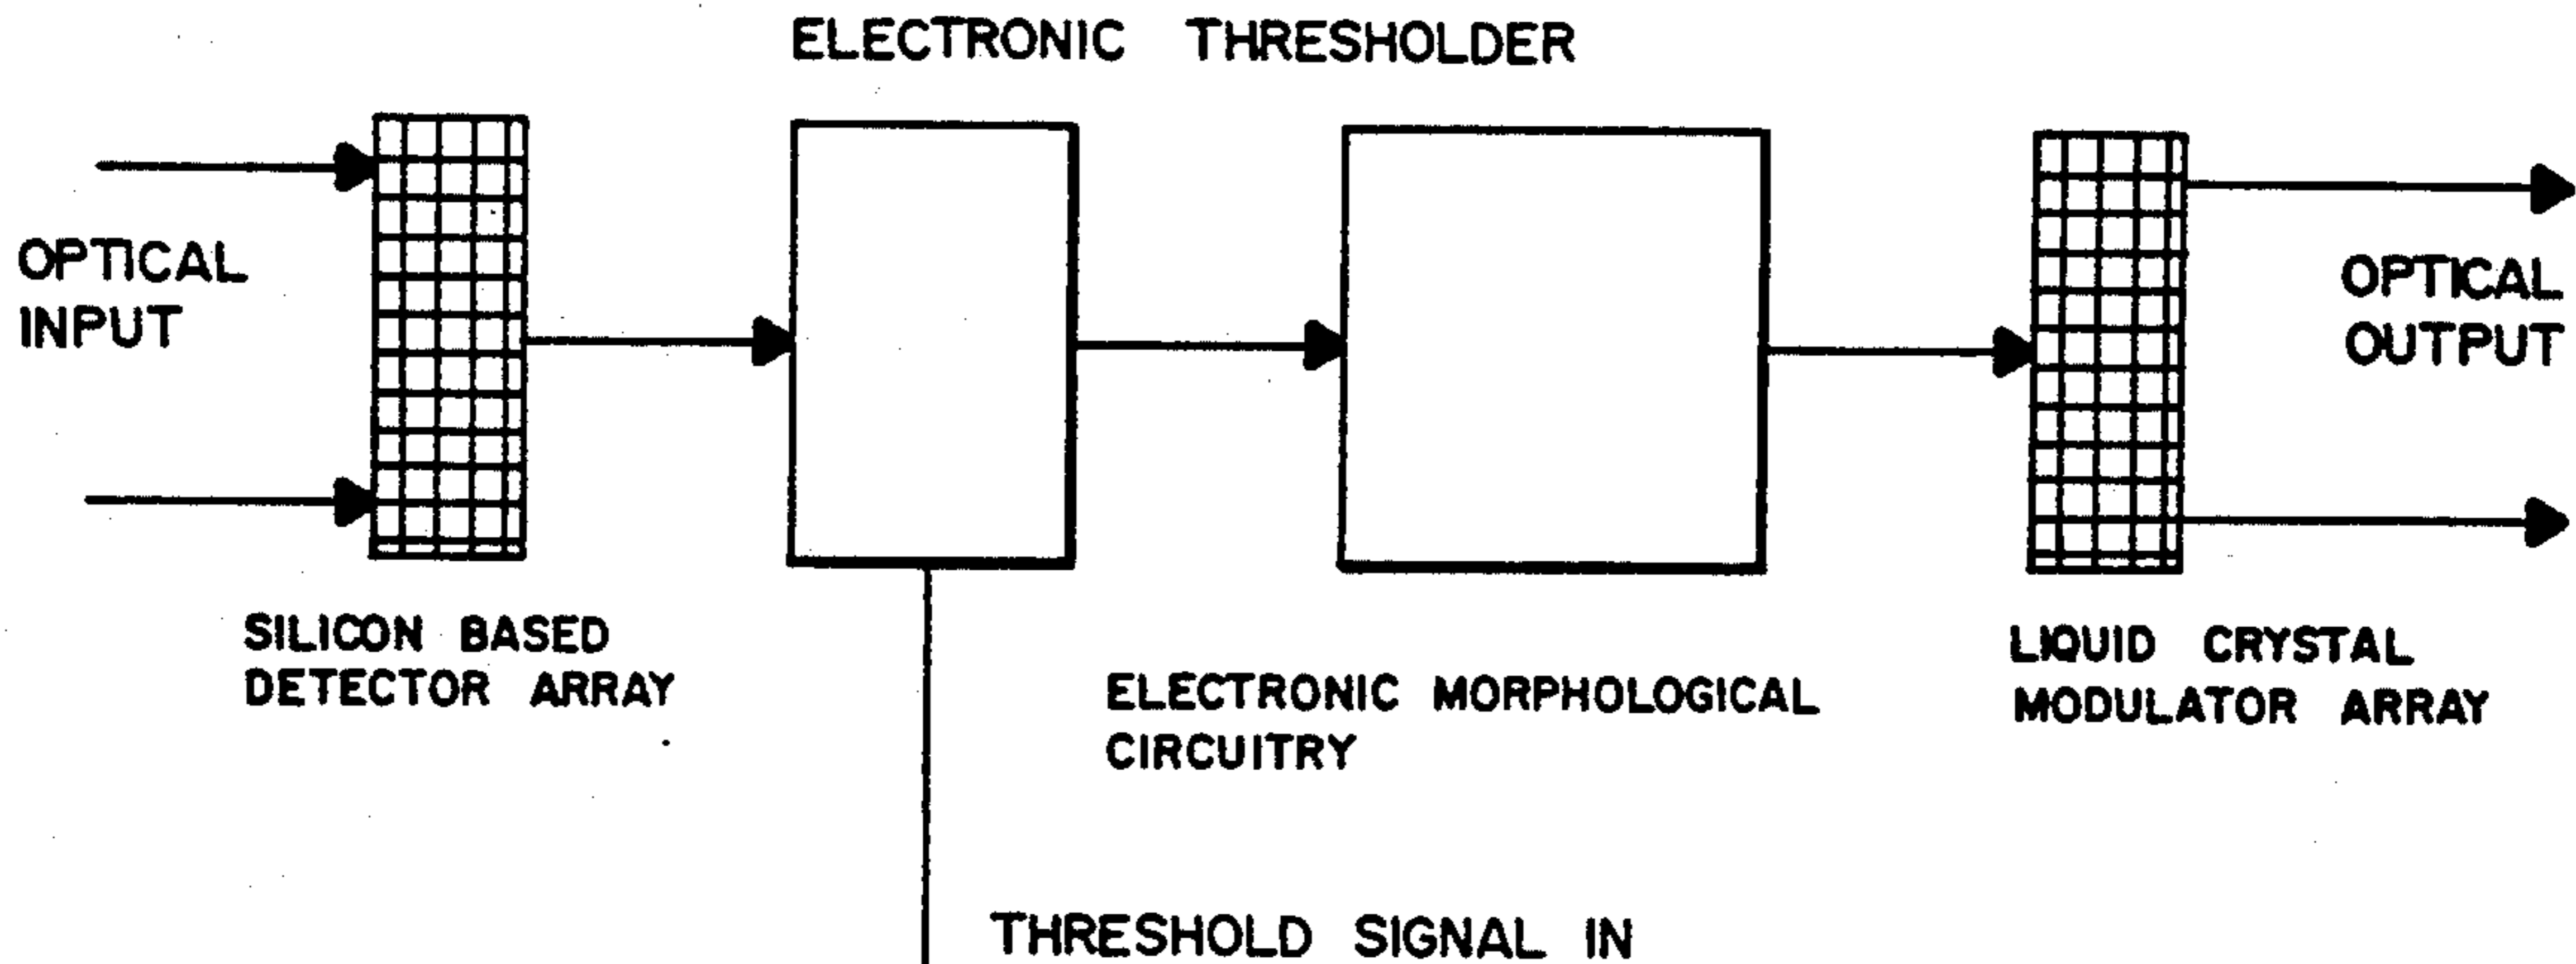 ELECTRONIC THRESHOLDER
OPTICAL
INPUT
OPTICAL
OUTPUT
SILICON BASED
DETECTOR ARRAY
ELECTRONIC MORPHOLOGICAL
CIRCUITRY
LIQUID CRYSTAL
MODULATOR ARRAY
THRESHOLD SIGNAL IN